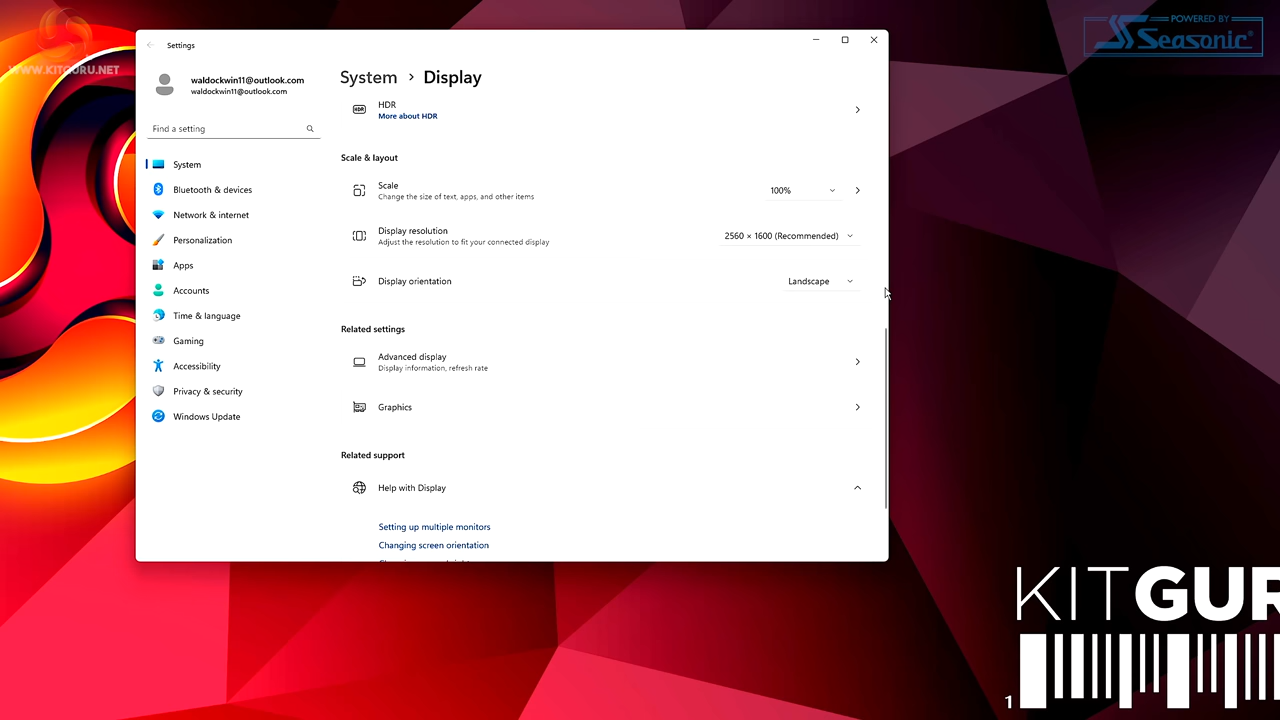 WWW.KITGURU.NET
POWERED BY
Seasonic
Settings
waldockwin11@outlook.com
waldockwin11@outlook.com
Find a setting
System
Bluetooth & devices
Network & internet
Personalization
Apps
Accounts
Time & language
Gaming
Accessibility
Privacy & security
Windows Update
System > Display
HDR
HDR
More about HDR
Scale & layout
Scale
Change the size of text, apps, and other items
100%
Display resolution
Adjust the resolution to fit your connected display
2560 × 1600 (Recommended)
Display orientation
Landscape
Related settings
Advanced display
Display information, refresh rate
Graphics
Related support
Help with Display
Setting up multiple monitors
Changing screen orientation
KITGUR
1